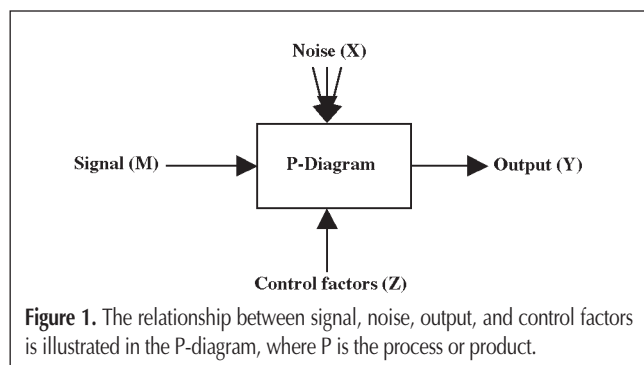 Noise (X)
Signal (M) P-Diagram Output (Y)
Control factors (Z)
Figure 1. The relationship between signal, noise, output, and control factors
is illustrated in the P-diagram, where P is the process or product.